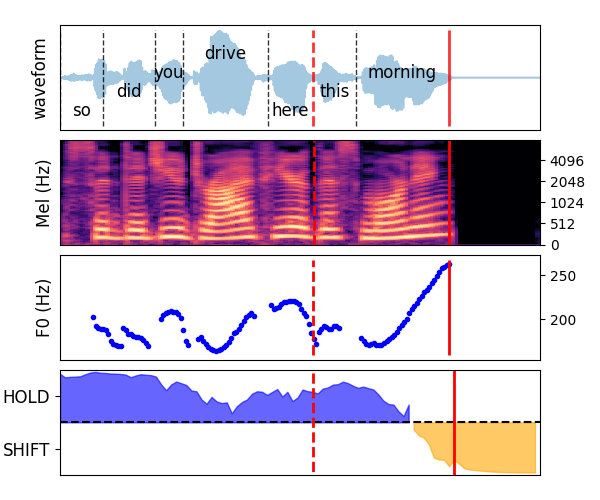 waveform
so did you drive here this morning
Mel (Hz)
4096
2048
1024
512
0
F0 (Hz)
250
200
HOLD
SHIFT